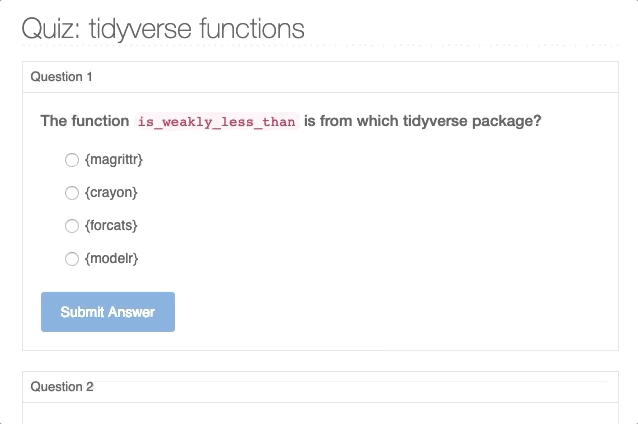 Quiz: tidyverse functions
Question 1
The function is_weakly_less_than is from which tidyverse package?
{magrittr}
{crayon}
{forcats}
{modelr}
Submit Answer
Question 2